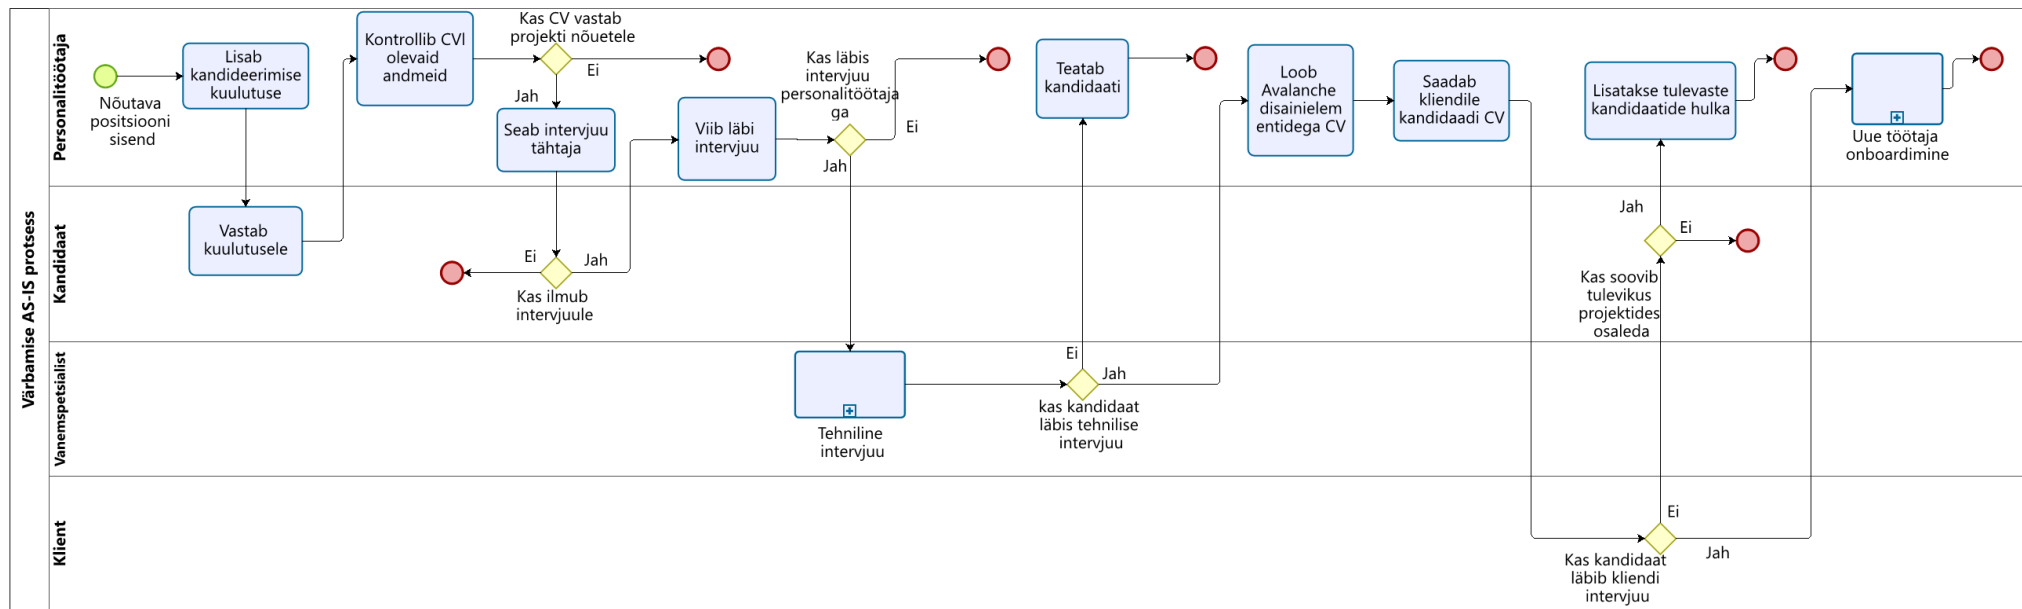 Värbamise AS-IS protsess
Personalitöötaja
Nõutava
positsiooni
sisend
Lisab
kandideerimise
kuulutuse
Kontrollib CVl
olevaid
andmeid
Kas CV vastab
projekti nõuetele
Ei
Jah
Seab intervjuu
tähtaja
Viib läbi
intervjuu
Kas läbis
intervjuu
personalitöötaja
ga
Ei
Jah
Teatab
kandidaati
Loob
Avalanche
disainielem
entidega CV
Saadab
kliendile
kandidaadi CV
Lisatakse tulevaste
kandidaatide hulka
Uue töötaja
onboardimine
Kandidaat
Vastab
kuulutusele
Ei
Jah
Kas ilmub
intervjuule
Jah
Ei
Kas soovib
tulevikus
projektides
osaleda
Vanemspetsialist
Tehniline
intervjuu
Ei
Jah
kas kandidaat
läbis tehnilise
intervjuu
Klient
Ei
Jah
Kas kandidaat
läbib kliendi
intervjuu